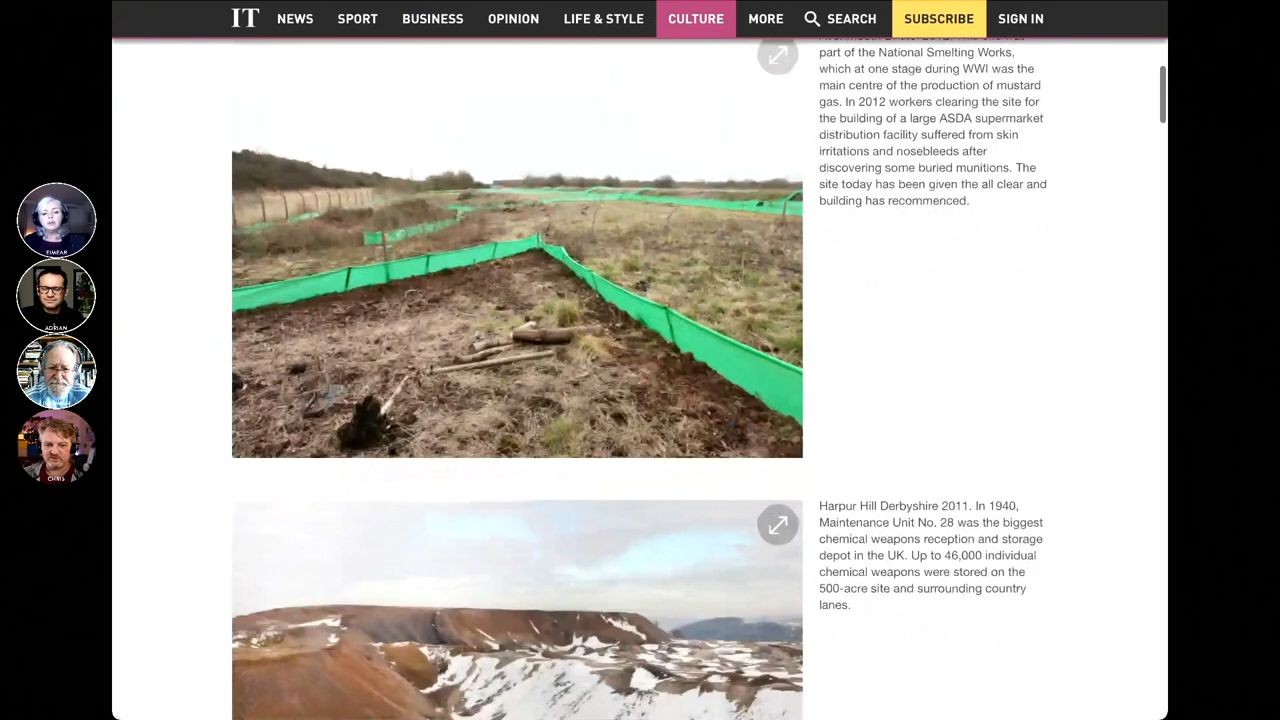 IT NEWS SPORT BUSINESS OPINION LIFE & STYLE CULTURE MORE SEARCH SUBSCRIBE SIGN IN
part of the National Smelting Works,
which at one stage during WWI was the
main centre of the production of mustard
gas. In 2012 workers clearing the site for
the building of a large ASDA supermarket
distribution facility suffered from skin
irritations and nosebleeds after
discovering some buried munitions. The
site today has been given the all clear and
building has recommenced.
EIMEAR
ADRIAN
CHRIS
Harpur Hill Derbyshire 2011. In 1940,
Maintenance Unit No. 28 was the biggest
chemical weapons reception and storage
depot in the UK. Up to 46,000 individual
chemical weapons were stored on the
500-acre site and surrounding country
lanes.